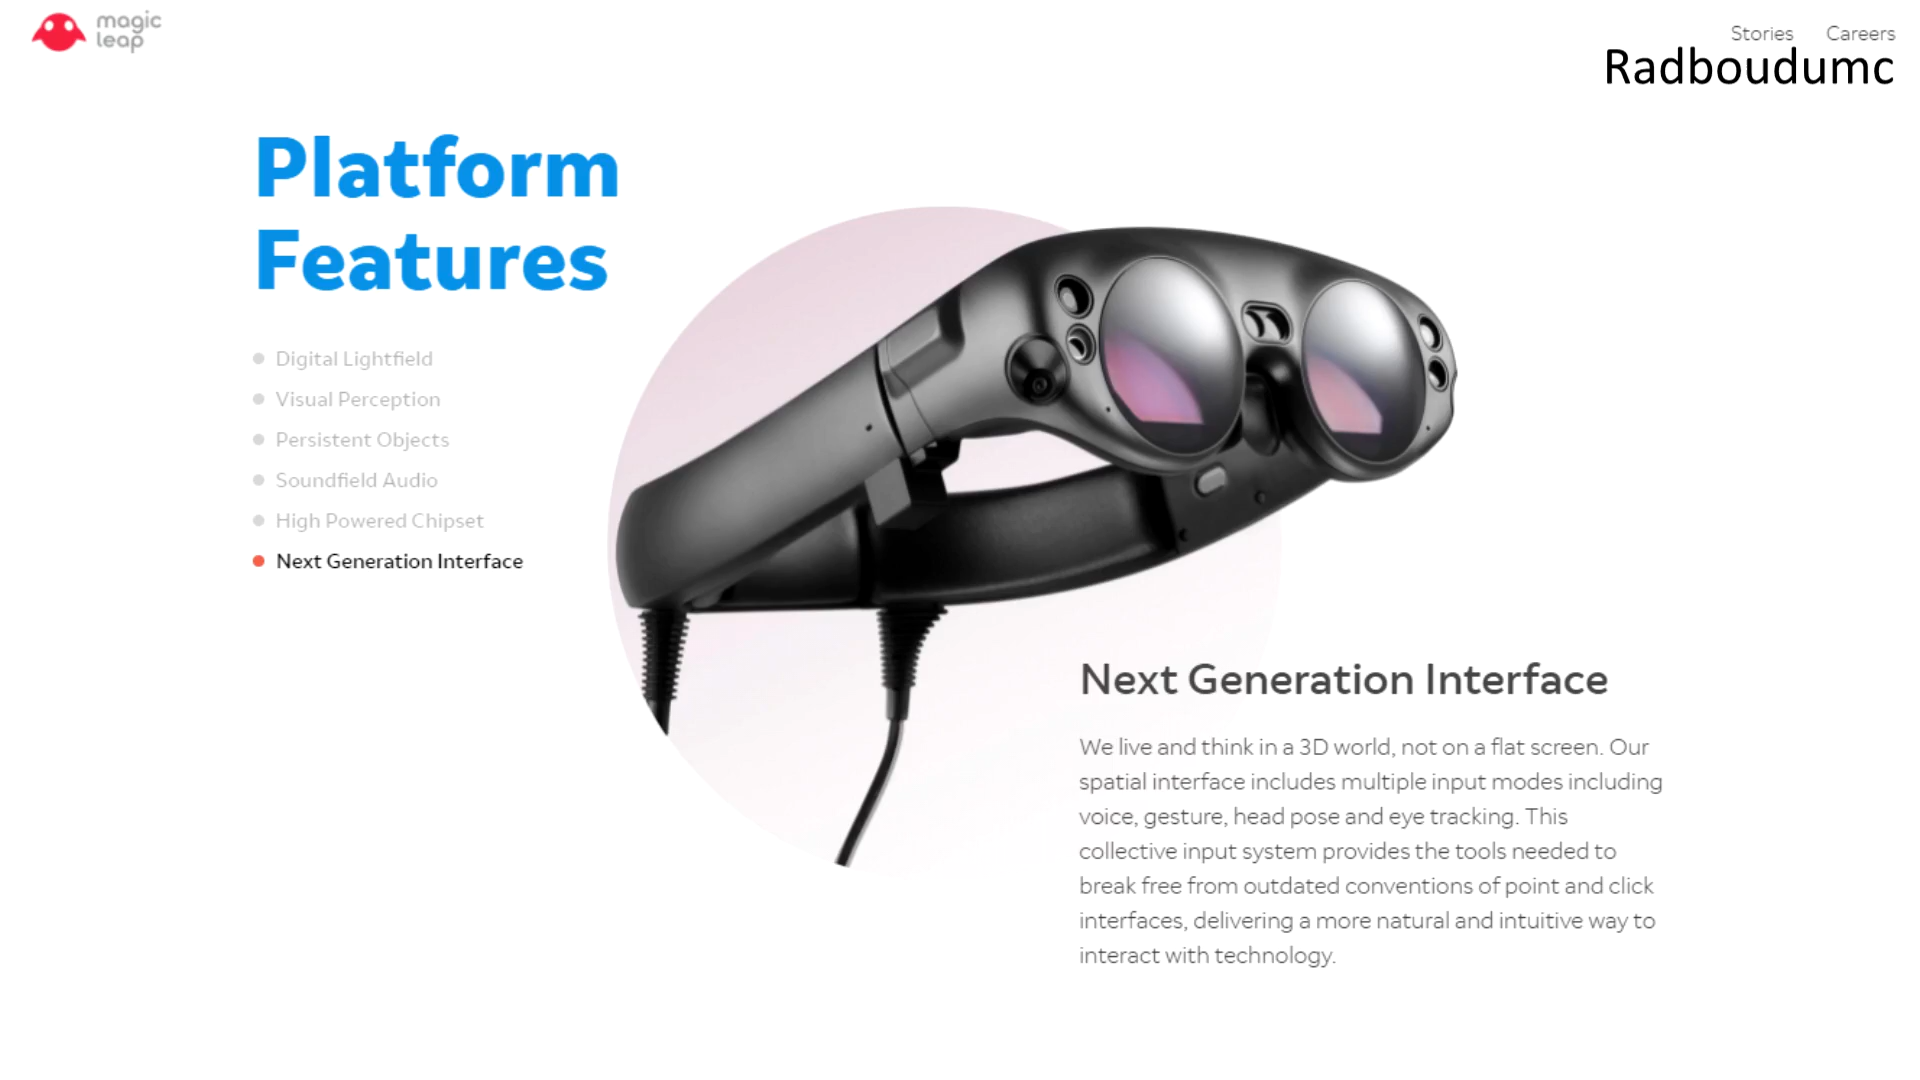 magic
leap
Stories Careers
Radboudumc
Platform
Features
Digital Lightfield
Visual Perception
Persistent Objects
Soundfield Audio
High Powered Chipset
Next Generation Interface
Next Generation Interface
We live and think in a 3D world, not on a flat screen. Our
spatial interface includes multiple input modes including
voice, gesture, head pose and eye tracking. This
collective input system provides the tools needed to
break free from outdated conventions of point and click
interfaces, delivering a more natural and intuitive way to
interact with technology.